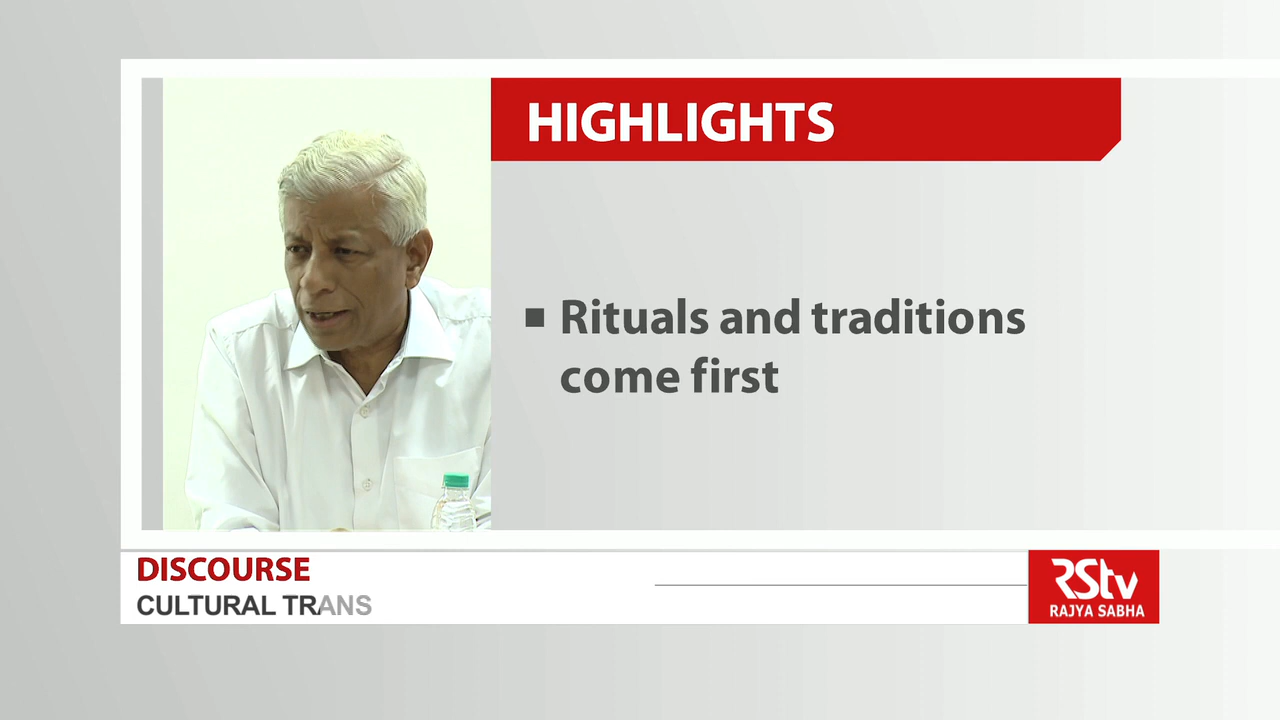 HIGHLIGHTS
Rituals and traditions
come first
DISCOURSE
CULTURAL TRANS
RStv
RAJYA SABHA